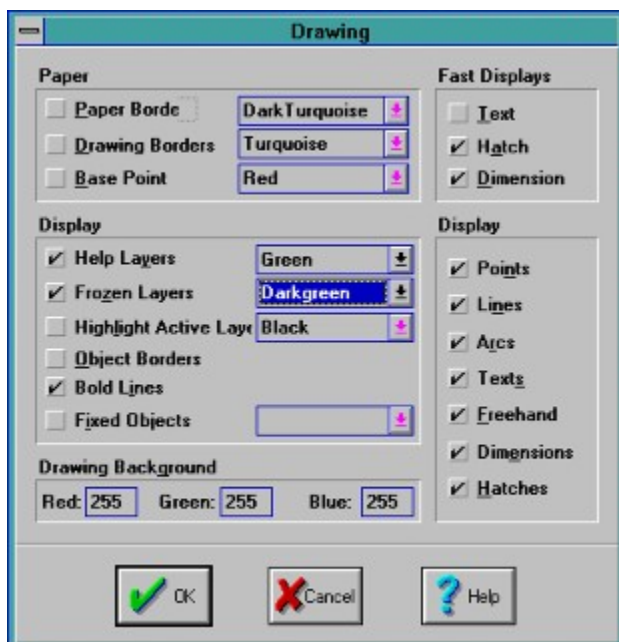 Drawing
Paper
Paper Borde DarkTurquoise
Drawing Borders Turquoise
Base Point Red
Fast Displays
Text
Hatch
Dimension
Display
Help Layers Green
Frozen Layers Darkgreen
Highlight Active Laye Black
Object Borders
Bold Lines
Fixed Objects
Display
Points
Lines
Arcs
Texts
Freehand
Dimensions
Hatches
Drawing Background
Red: 255 Green: 255 Blue: 255
OK Cancel Help